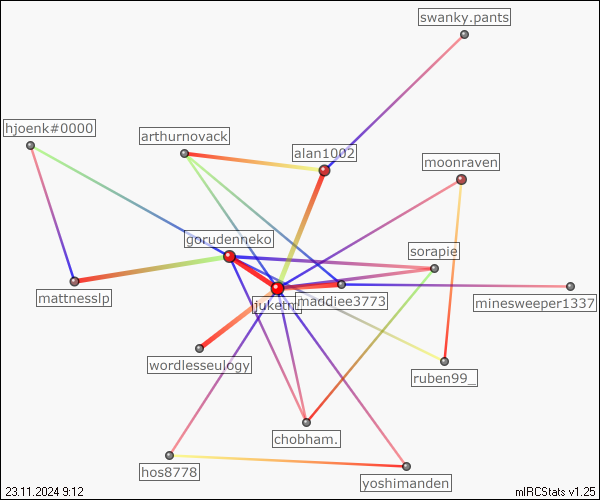 swanky.pants
hjoenk#0000
arthurnovack
alan1002
moonraven
gorudenneko
sorapie
mattnesslp
maddiee3773
minesweeper1337
wordlesseulogy
ruben99_
chobham.
hos8778
yoshimanden
23.11.2024 9:12
mIRCStats v1.25